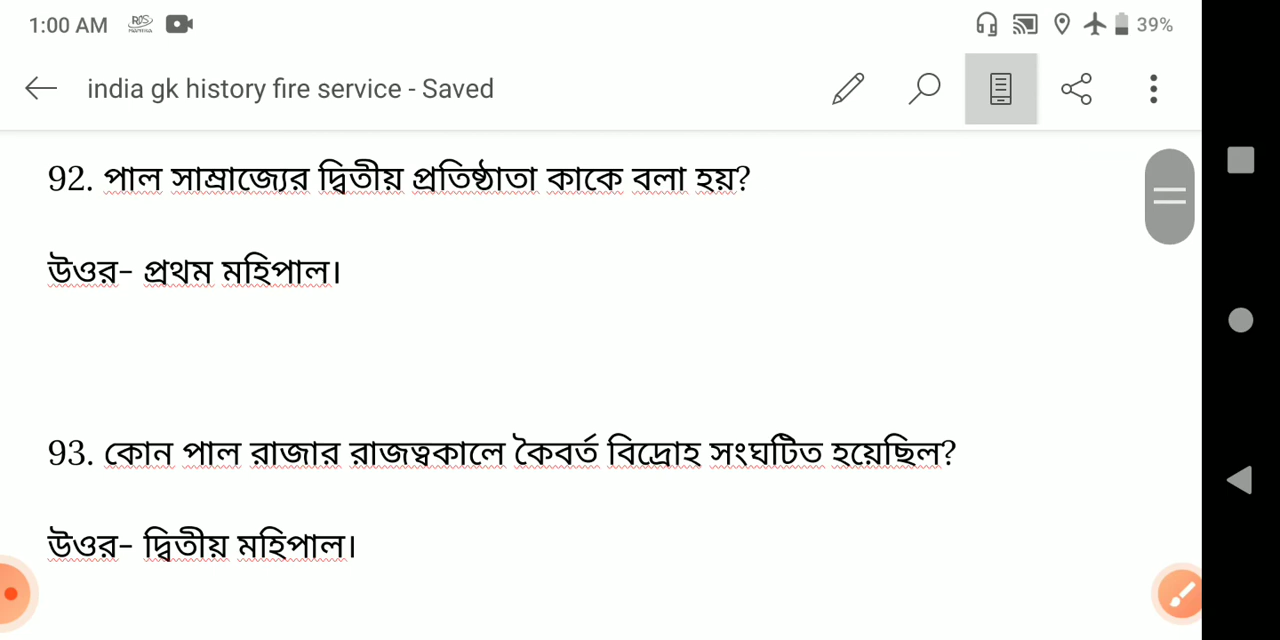 1:00 AM
39%
india gk history fire service - Saved
92. পাল সাম্রাজ্যের দ্বিতীয় প্রতিষ্ঠাতা কাকে বলা হয়?
উওর- প্রথম মহিপাল।
93. কোন পাল রাজার রাজত্বকালে কৈবর্ত বিদ্রোহ সংঘটিত হয়েছিল?
উওর- দ্বিতীয় মহিপাল।